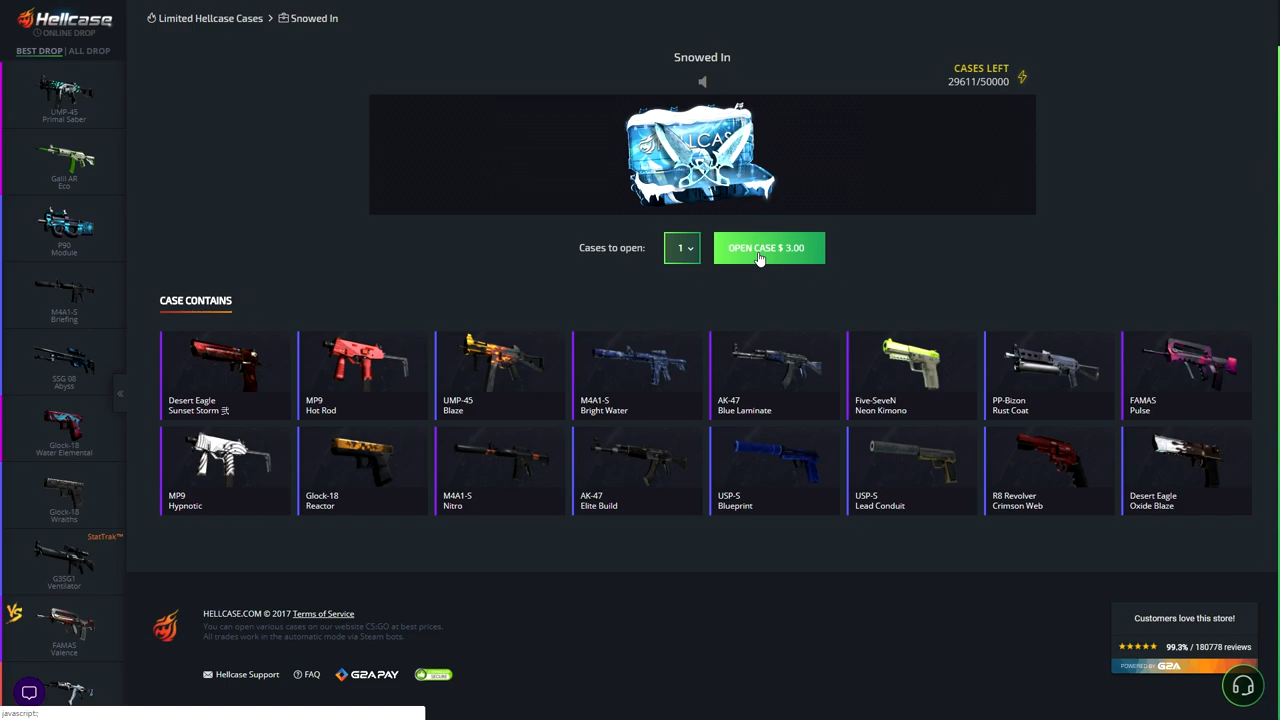 Hellcase
ONLINE DROP
BEST DROP | ALL DROP
UMP-45
Primal Saber
Galil AR
Eco
P90
Module
M4A1-S
Briefing
SSG 08
Abyss
Glock-18
Water Elemental
Glock-18
Wraiths
StatTrak™
G3SG1
Ventilator
VS
FAMAS
Valence
javascript:;
Limited Hellcase Cases > Snowed In
Snowed In
CASES LEFT
29611/50000
HELLCASE
Cases to open:
1
OPEN CASE $ 3.00
CASE CONTAINS
Desert Eagle
Sunset Storm 弐
MP9
Hot Rod
UMP-45
Blaze
M4A1-S
Bright Water
AK-47
Blue Laminate
Five-SeveN
Neon Kimono
PP-Bizon
Rust Coat
FAMAS
Pulse
MP9
Hypnotic
Glock-18
Reactor
M4A1-S
Nitro
AK-47
Elite Build
USP-S
Blueprint
USP-S
Lead Conduit
R8 Revolver
Crimson Web
Desert Eagle
Oxide Blaze
HELLCASE.COM © 2017 Terms of Service
You can open various cases on our website CS:GO at best prices.
All trades work in the automatic mode via Steam bots.
Hellcase Support
FAQ
G2A PAY
SECURE
Customers love this store!
99.3% / 180778 reviews
POWERED BY G2A